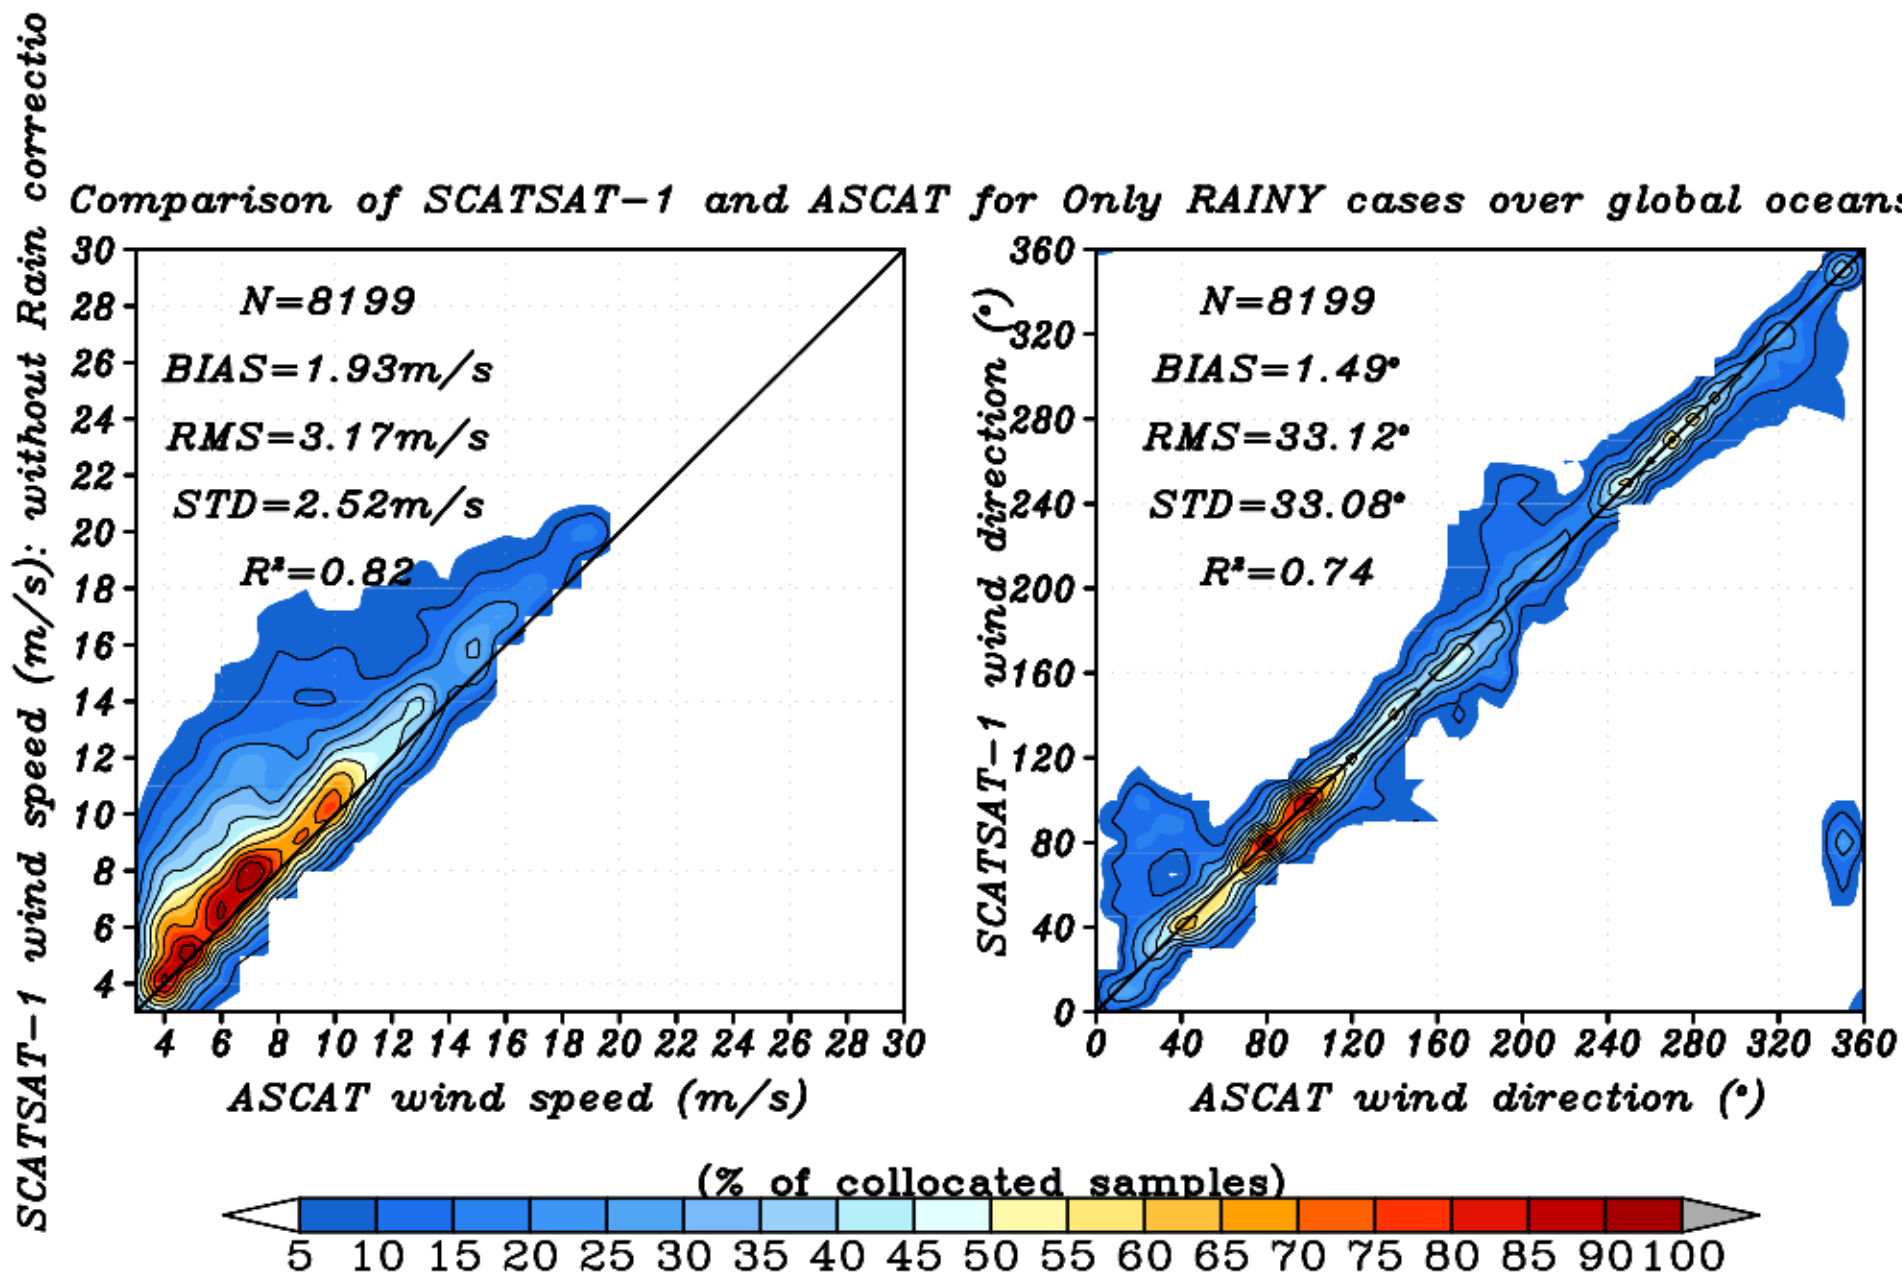 Comparison of SCATSAT-1 and ASCAT for Only RAINY cases over global oceans
SCATSAT-1 wind speed (m/s): without Rain correctio
30
28
26
24
22
20
18
16
14
12
10
8
6
4
N=8199
BIAS=1.93m/s
RMS=3.17m/s
STD=2.52m/s
R²=0.82
4 6 8 10 12 14 16 18 20 22 24 26 28 30
ASCAT wind speed (m/s)
SCATSAT-1 wind direction (°)
360
320
280
240
200
160
120
80
40
0
N=8199
BIAS=1.49°
RMS=33.12°
STD=33.08°
R²=0.74
0 40 80 120 160 200 240 280 320 360
ASCAT wind direction (°)
(% of collocated samples)
5 10 15 20 25 30 35 40 45 50 55 60 65 70 75 80 85 90 100